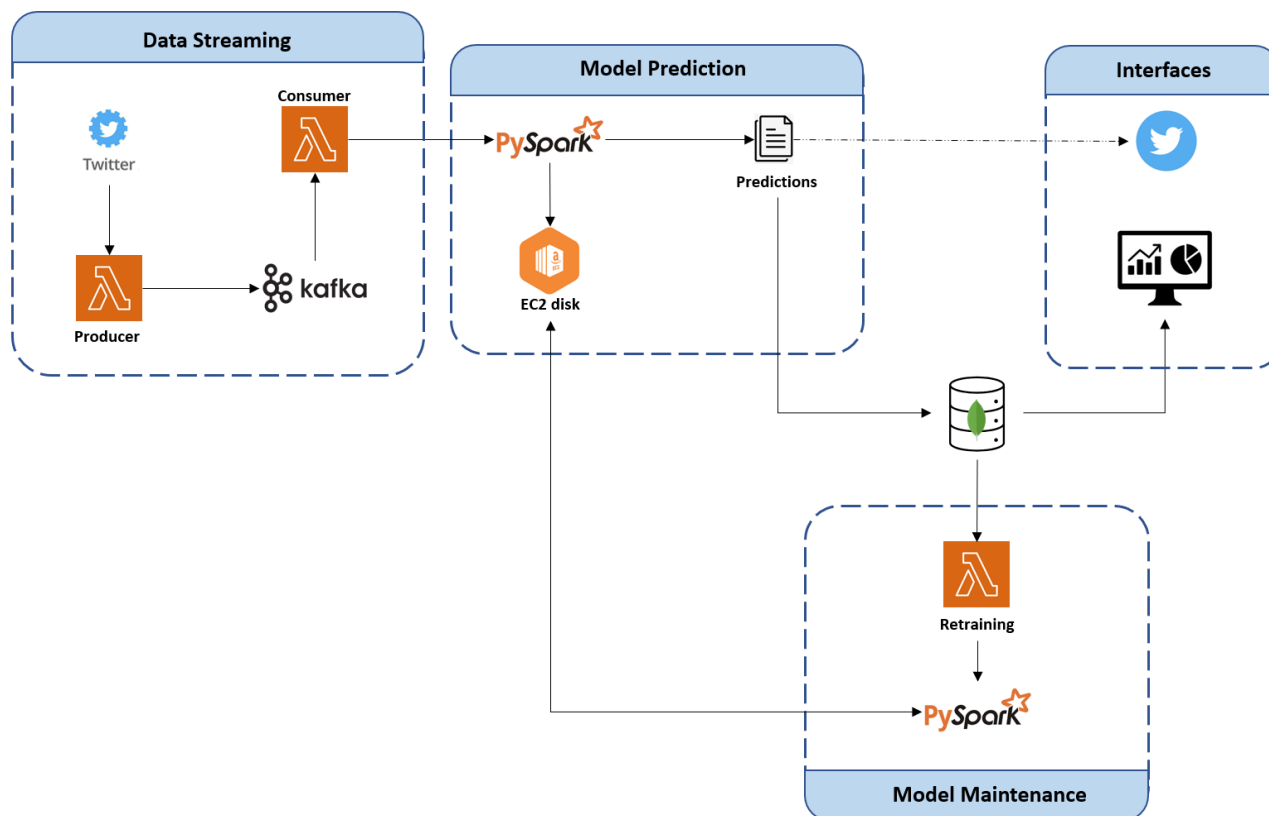 Data Streaming
Twitter
Producer
kafka
Consumer
Model Prediction
PySpark
EC2 disk
Predictions
Interfaces
Retraining
PySpark
Model Maintenance